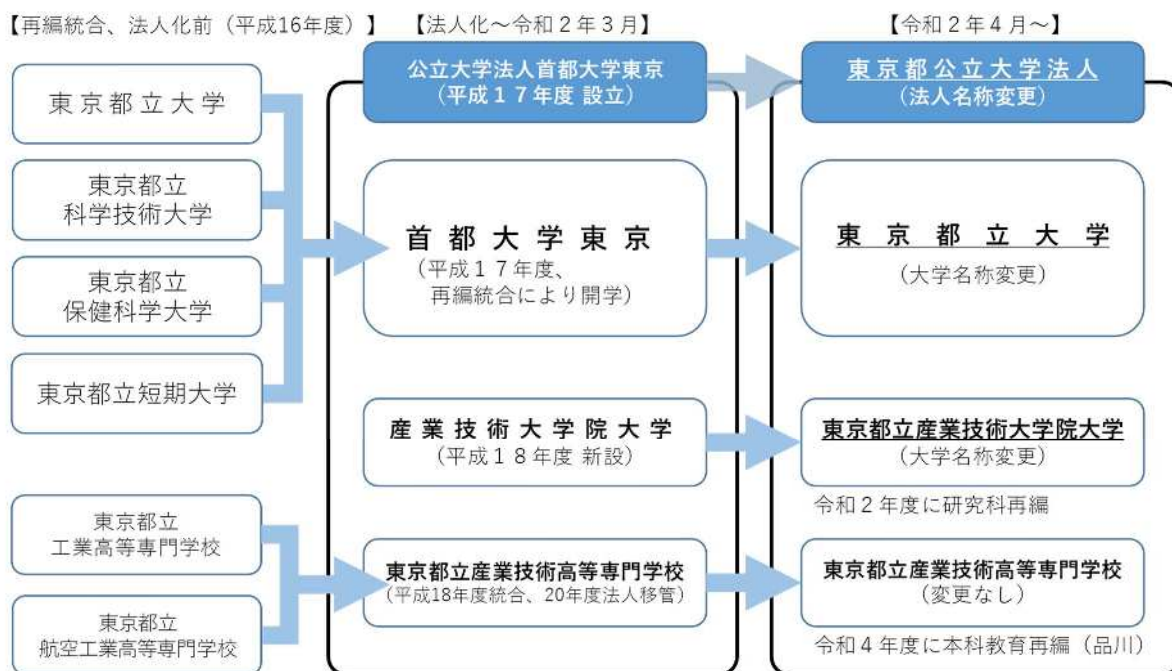 【再編統合、法人化前（平成16年度）】
東京都立大学
東京都立
科学技術大学
東京都立
保健科学大学
東京都立短期大学
東京都立
工業高等専門学校
東京都立
航空工業高等専門学校
【法人化～令和２年３月】
公立大学法人首都大学東京
（平成１７年度 設立）
首都大学東京
（平成１７年度、
再編統合により開学）
産業技術大学院大学
（平成１８年度 新設）
東京都立産業技術高等専門学校
（平成18年度統合、20年度法人移管）
【令和２年４月～】
東京都公立大学法人
（法人名称変更）
東京都立大学
（大学名称変更）
東京都立産業技術大学院大学
（大学名称変更）
令和２年度に研究科再編
東京都立産業技術高等専門学校
（変更なし）
令和４年度に本科教育再編（品川）